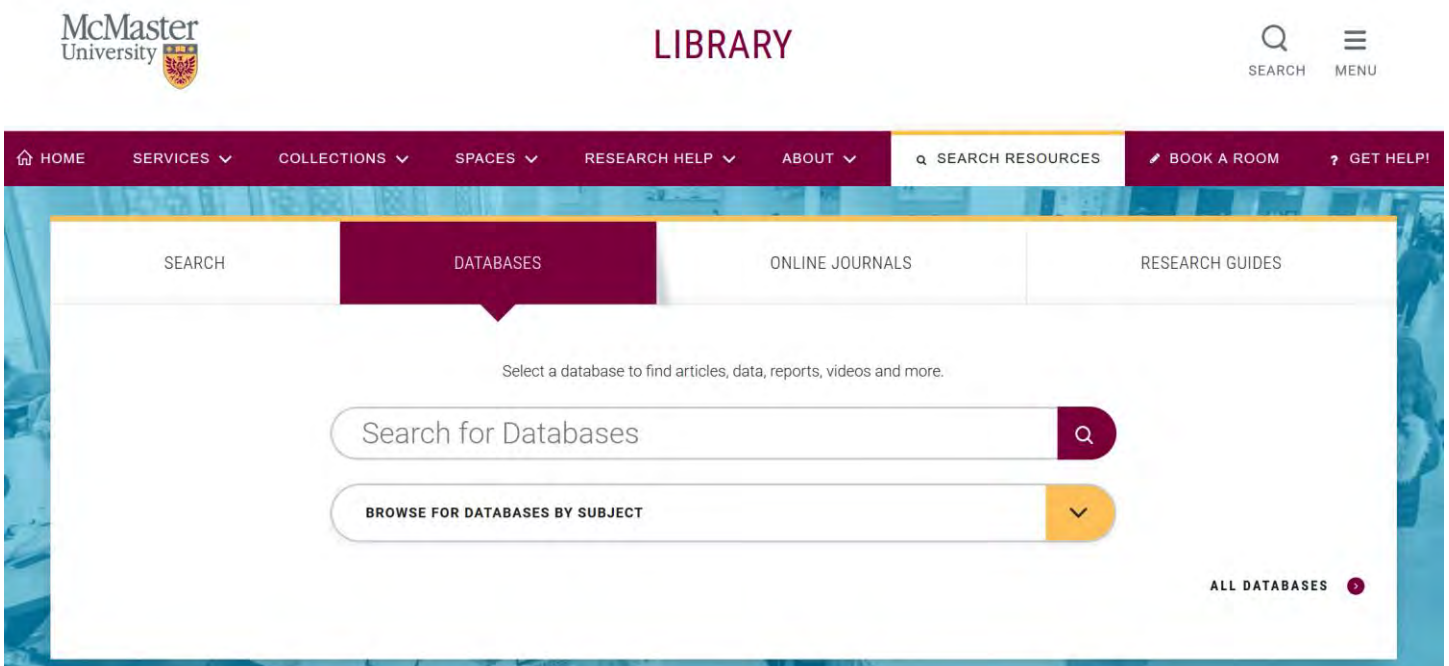 McMaster
University
LIBRARY
SEARCH MENU
HOME SERVICES COLLECTIONS SPACES RESEARCH HELP ABOUT SEARCH RESOURCES BOOK A ROOM ? GET HELP!
SEARCH DATABASES ONLINE JOURNALS RESEARCH GUIDES
Select a database to find articles, data, reports, videos and more.
Search for Databases
BROWSE FOR DATABASES BY SUBJECT
ALL DATABASES